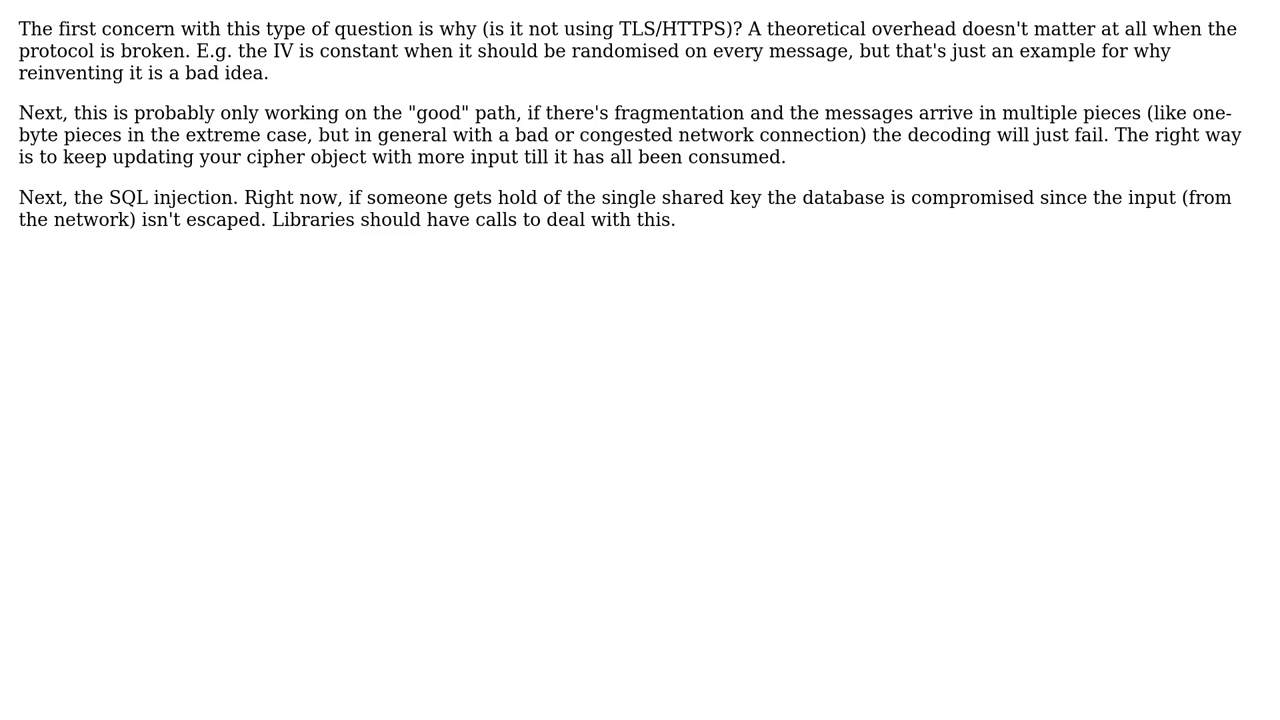 The first concern with this type of question is why (is it not using TLS/HTTPS)? A theoretical overhead doesn't matter at all when the
protocol is broken. E.g. the IV is constant when it should be randomised on every message, but that's just an example for why
reinventing it is a bad idea.
Next, this is probably only working on the "good" path, if there's fragmentation and the messages arrive in multiple pieces (like one-
byte pieces in the extreme case, but in general with a bad or congested network connection) the decoding will just fail. The right way
is to keep updating your cipher object with more input till it has all been consumed.
Next, the SQL injection. Right now, if someone gets hold of the single shared key the database is compromised since the input (from
the network) isn't escaped. Libraries should have calls to deal with this.